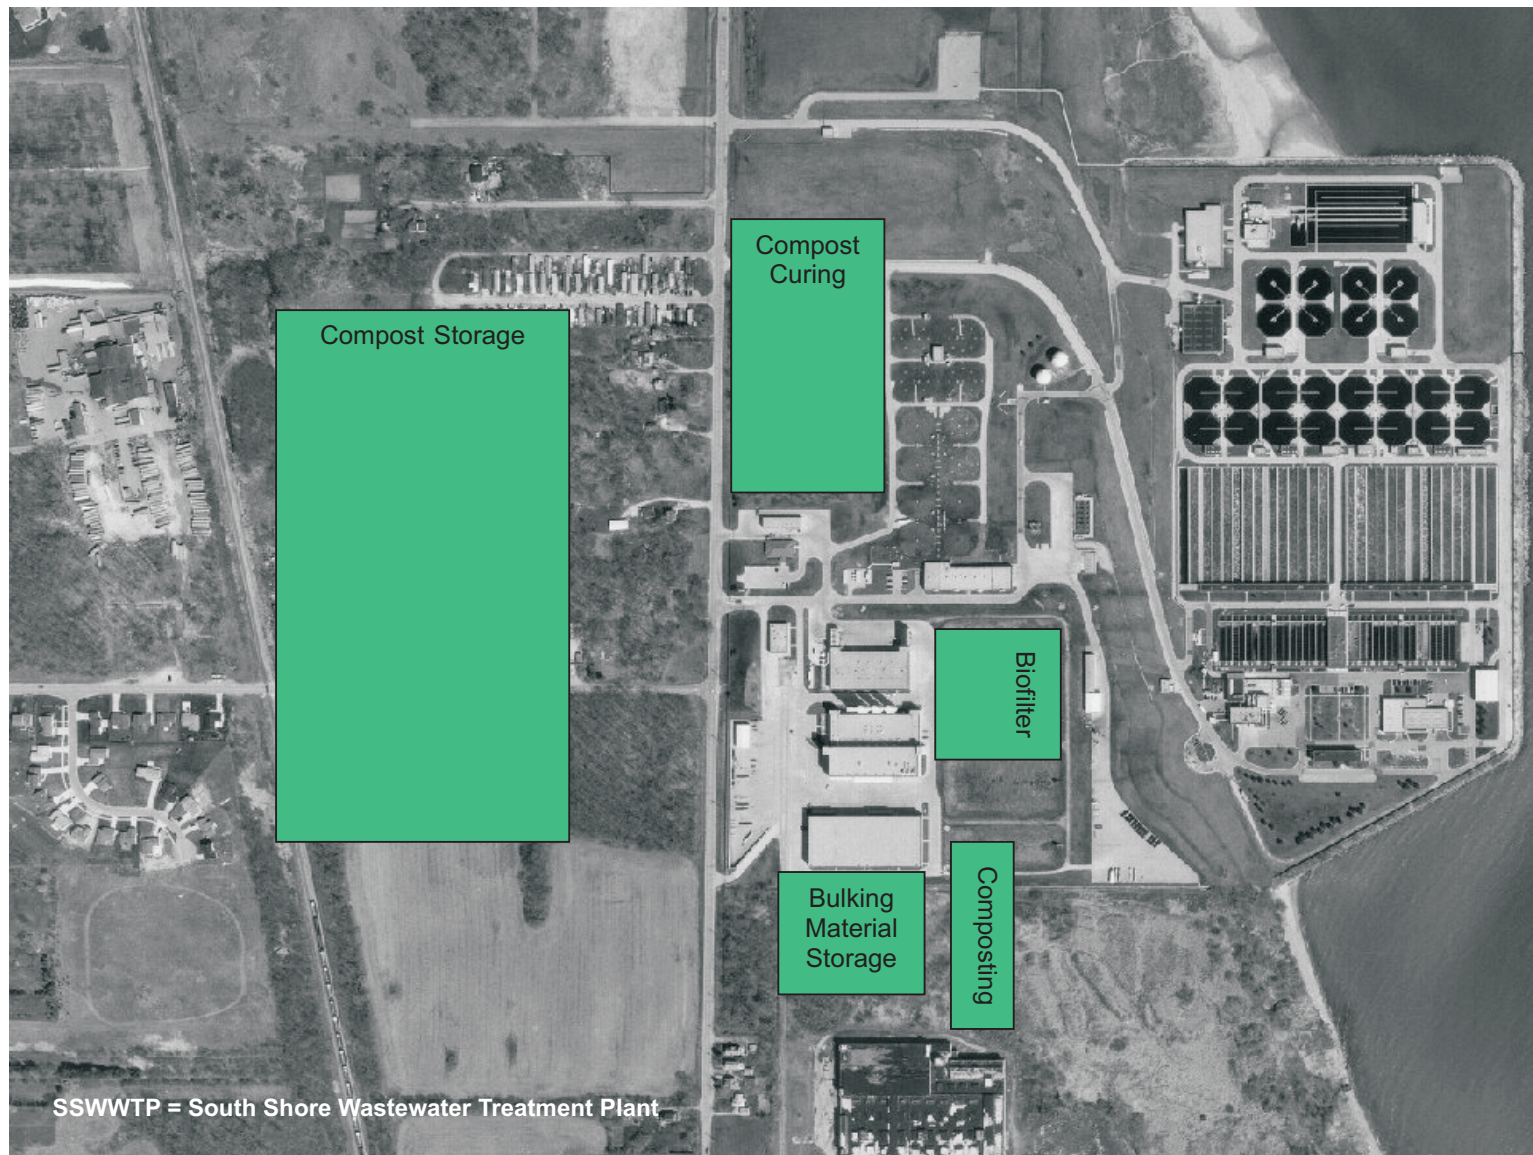 Compost
Curing
Compost Storage
Biofilter
Bulking
Material
Storage
Composting
SSWWTP = South Shore Wastewater Treatment Plant